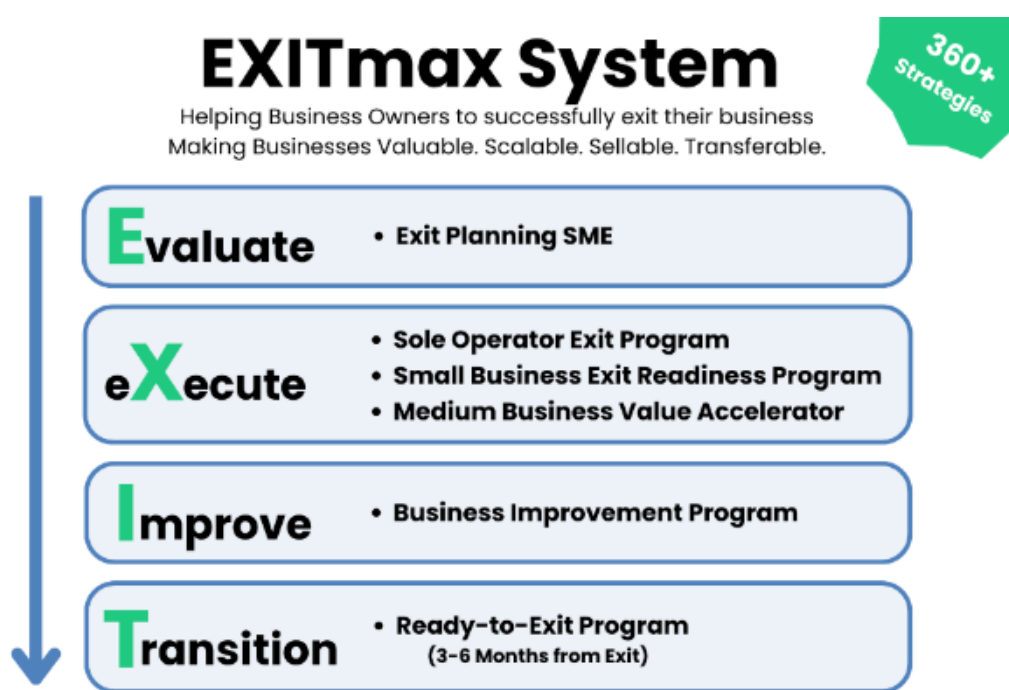 EXITmax System
360+
Strategies
Helping Business Owners to successfully exit their business
Making Businesses Valuable. Scalable. Sellable. Transferable.
Evaluate
• Exit Planning SME
eXecute
• Sole Operator Exit Program
• Small Business Exit Readiness Program
• Medium Business Value Accelerator
Improve
• Business Improvement Program
Transition
• Ready-to-Exit Program
(3-6 Months from Exit)